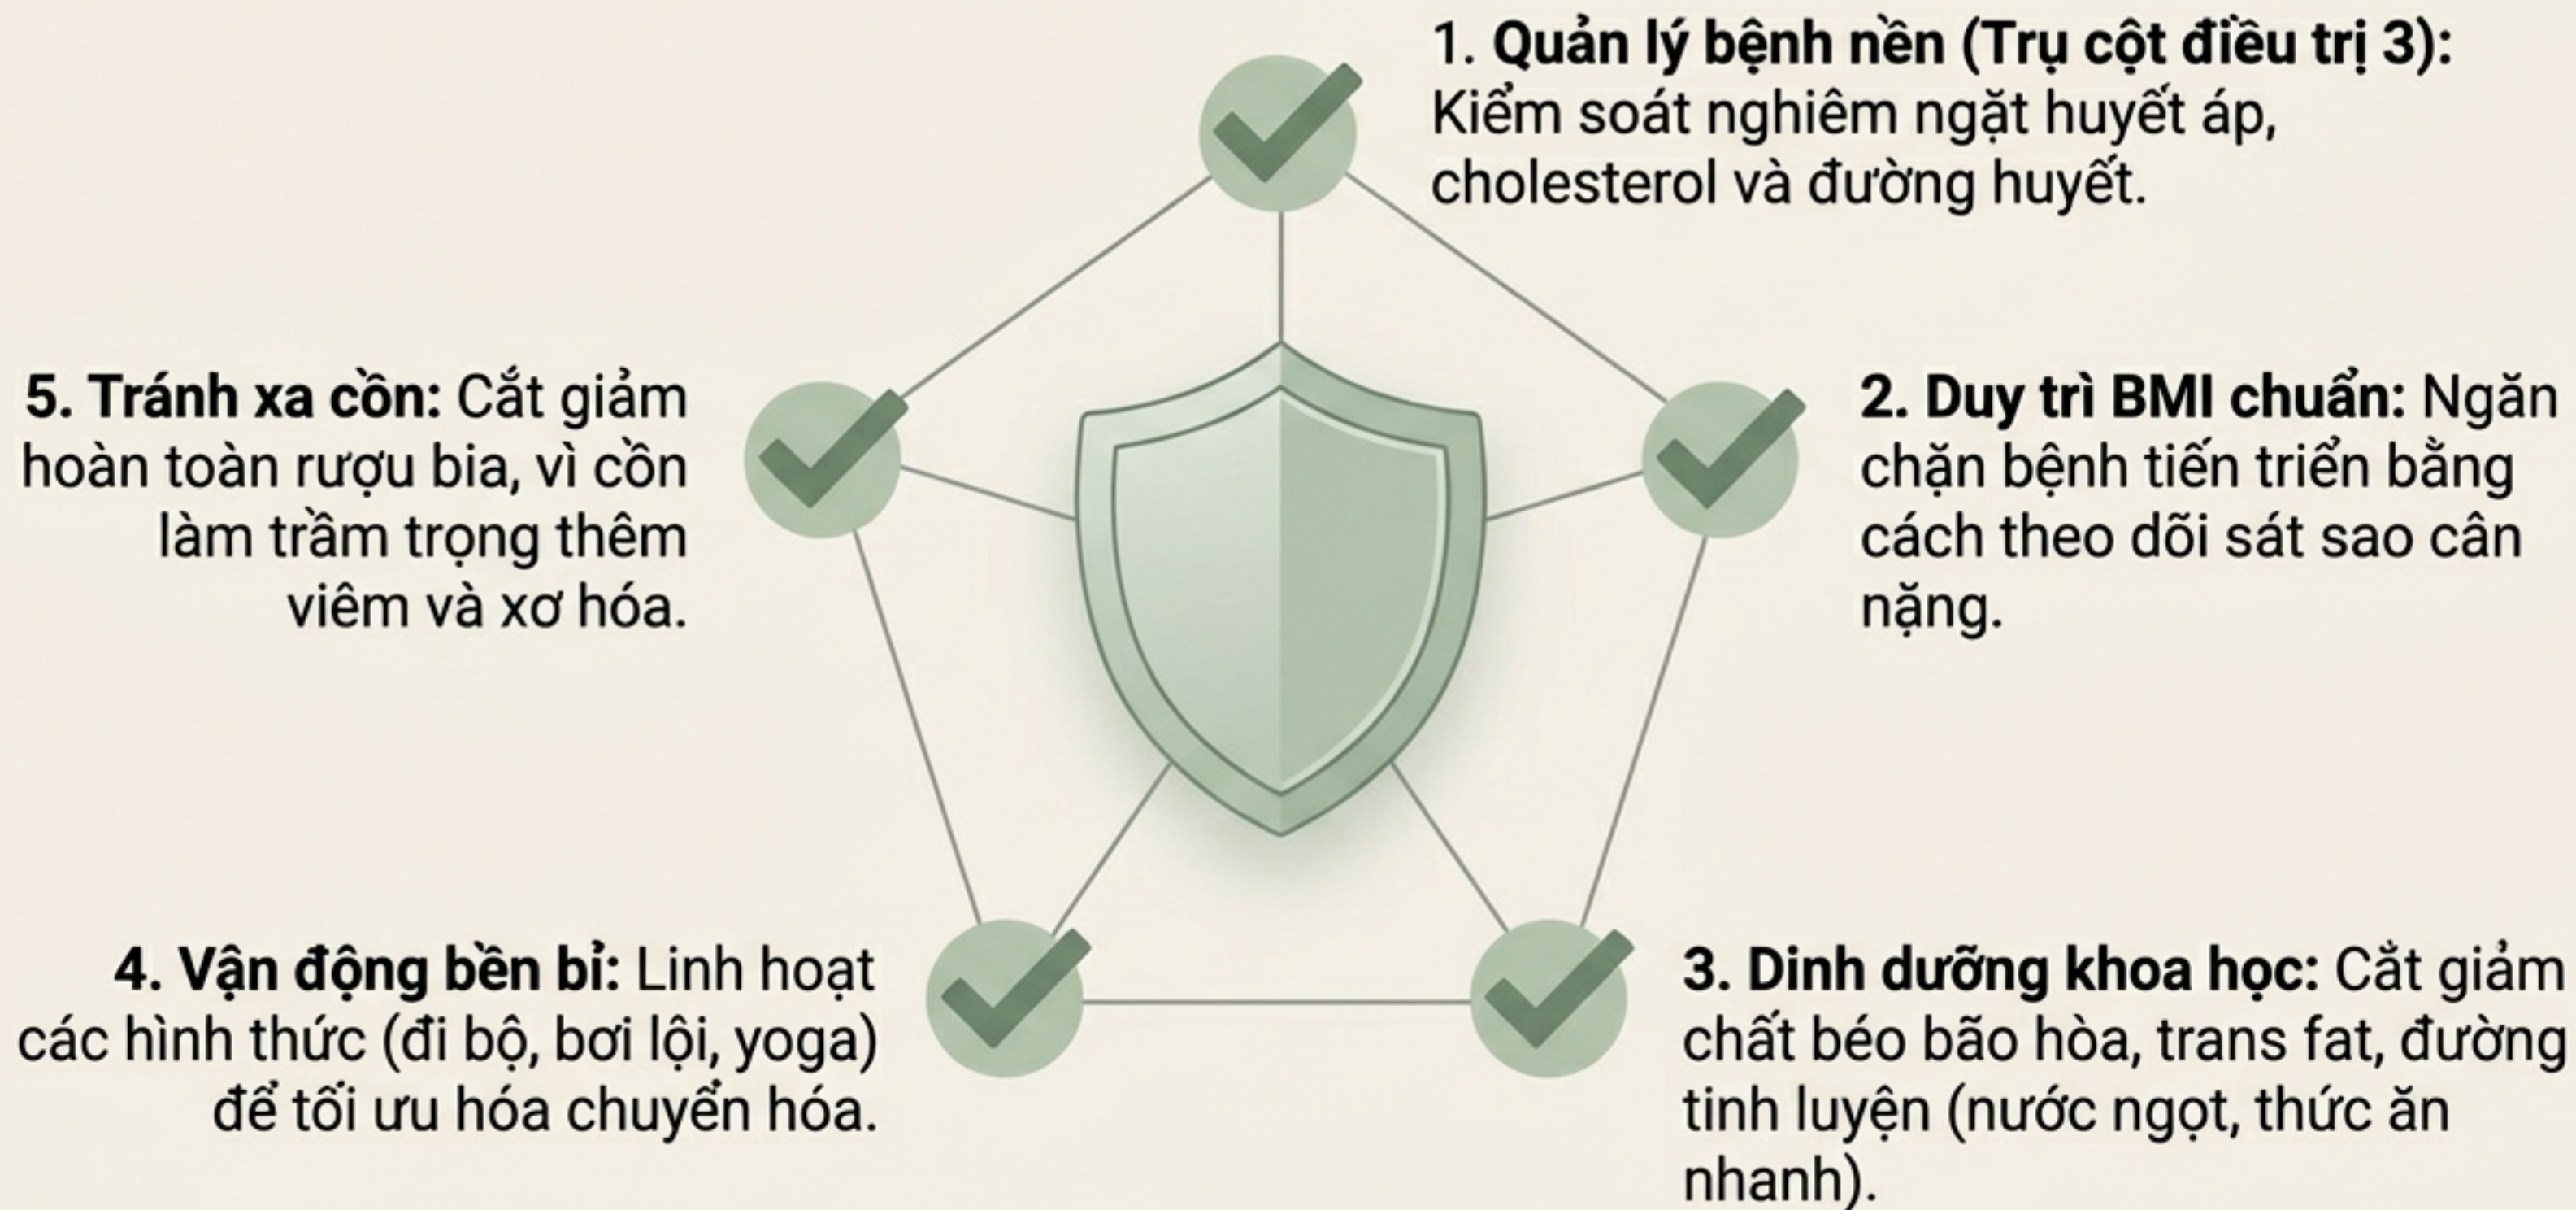 1. Quản lý bệnh nền (Trụ cột điều trị 3):
Kiểm soát nghiêm ngặt huyết áp,
cholesterol và đường huyết.
2. Duy trì BMI chuẩn: Ngăn
chặn bệnh tiến triển bằng
cách theo dõi sát sao cân
nặng.
3. Dinh dưỡng khoa học: Cắt giảm
chất béo bão hòa, trans fat, đường
tinh luyện (nước ngọt, thức ăn
nhanh).
4. Vận động bền bỉ: Linh hoạt
các hình thức (đi bộ, bơi lội, yoga)
để tối ưu hóa chuyển hóa.
5. Tránh xa cồn: Cắt giảm
hoàn toàn rượu bia, vì cồn
làm trầm trọng thêm
viêm và xơ hóa.